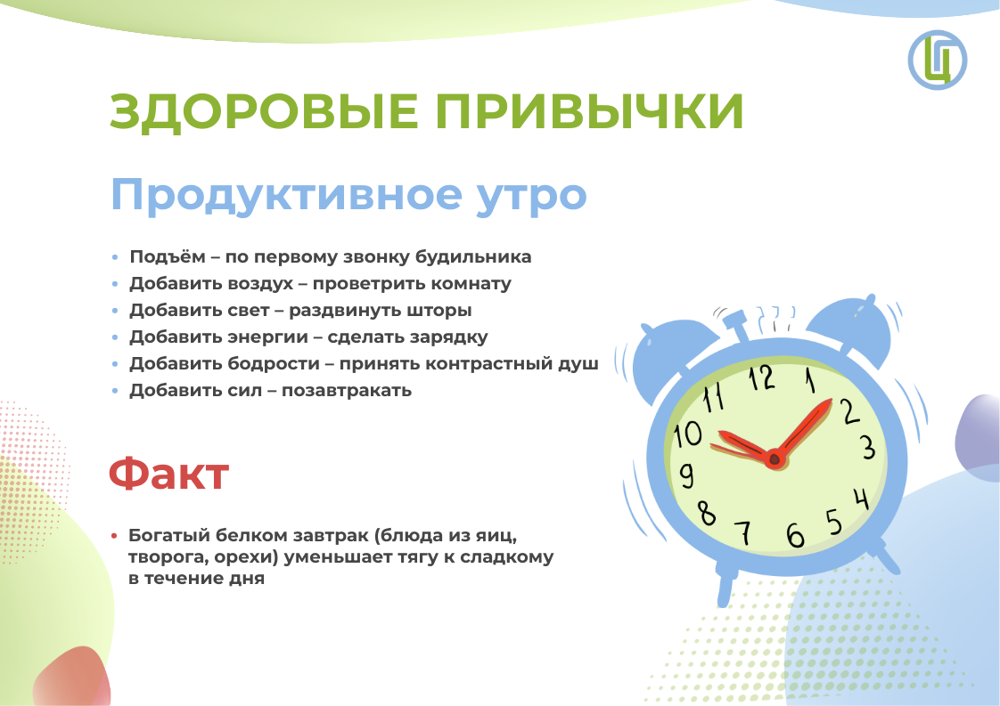 ЗДОРОВЫЕ ПРИВЫЧКИ
Продуктивное утро
• Подъём – по первому звонку будильника
• Добавить воздух – проветрить комнату
• Добавить свет – раздвинуть шторы
• Добавить энергии – сделать зарядку
• Добавить бодрости – принять контрастный душ
• Добавить сил – позавтракать
Факт
• Богатый белком завтрак (блюда из яиц,
творога, орехи) уменьшает тягу к сладкому
в течение дня
12
1
2
3
4
5
6
7
8
9
10
11